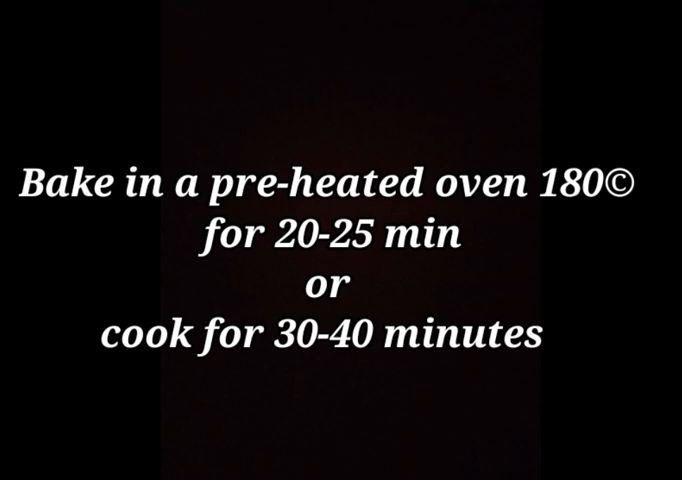 Bake in a pre-heated oven 180©
for 20-25 min
or
cook for 30-40 minutes